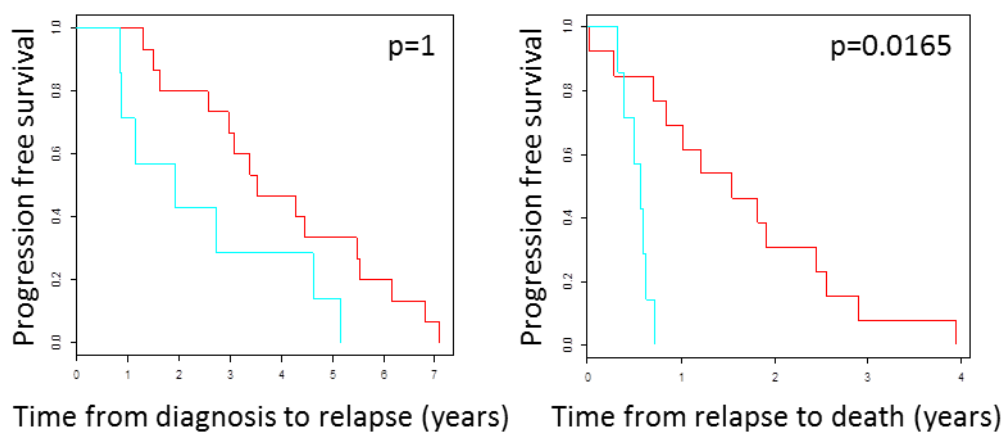 Progression free survival
1.0
0.8
0.6
0.4
0.2
0.0
p=1
0 1 2 3 4 5 6 7
Time from diagnosis to relapse (years)
Progression free survival
1.0
0.8
0.6
0.4
0.2
0.0
p=0.0165
0 1 2 3 4
Time from relapse to death (years)